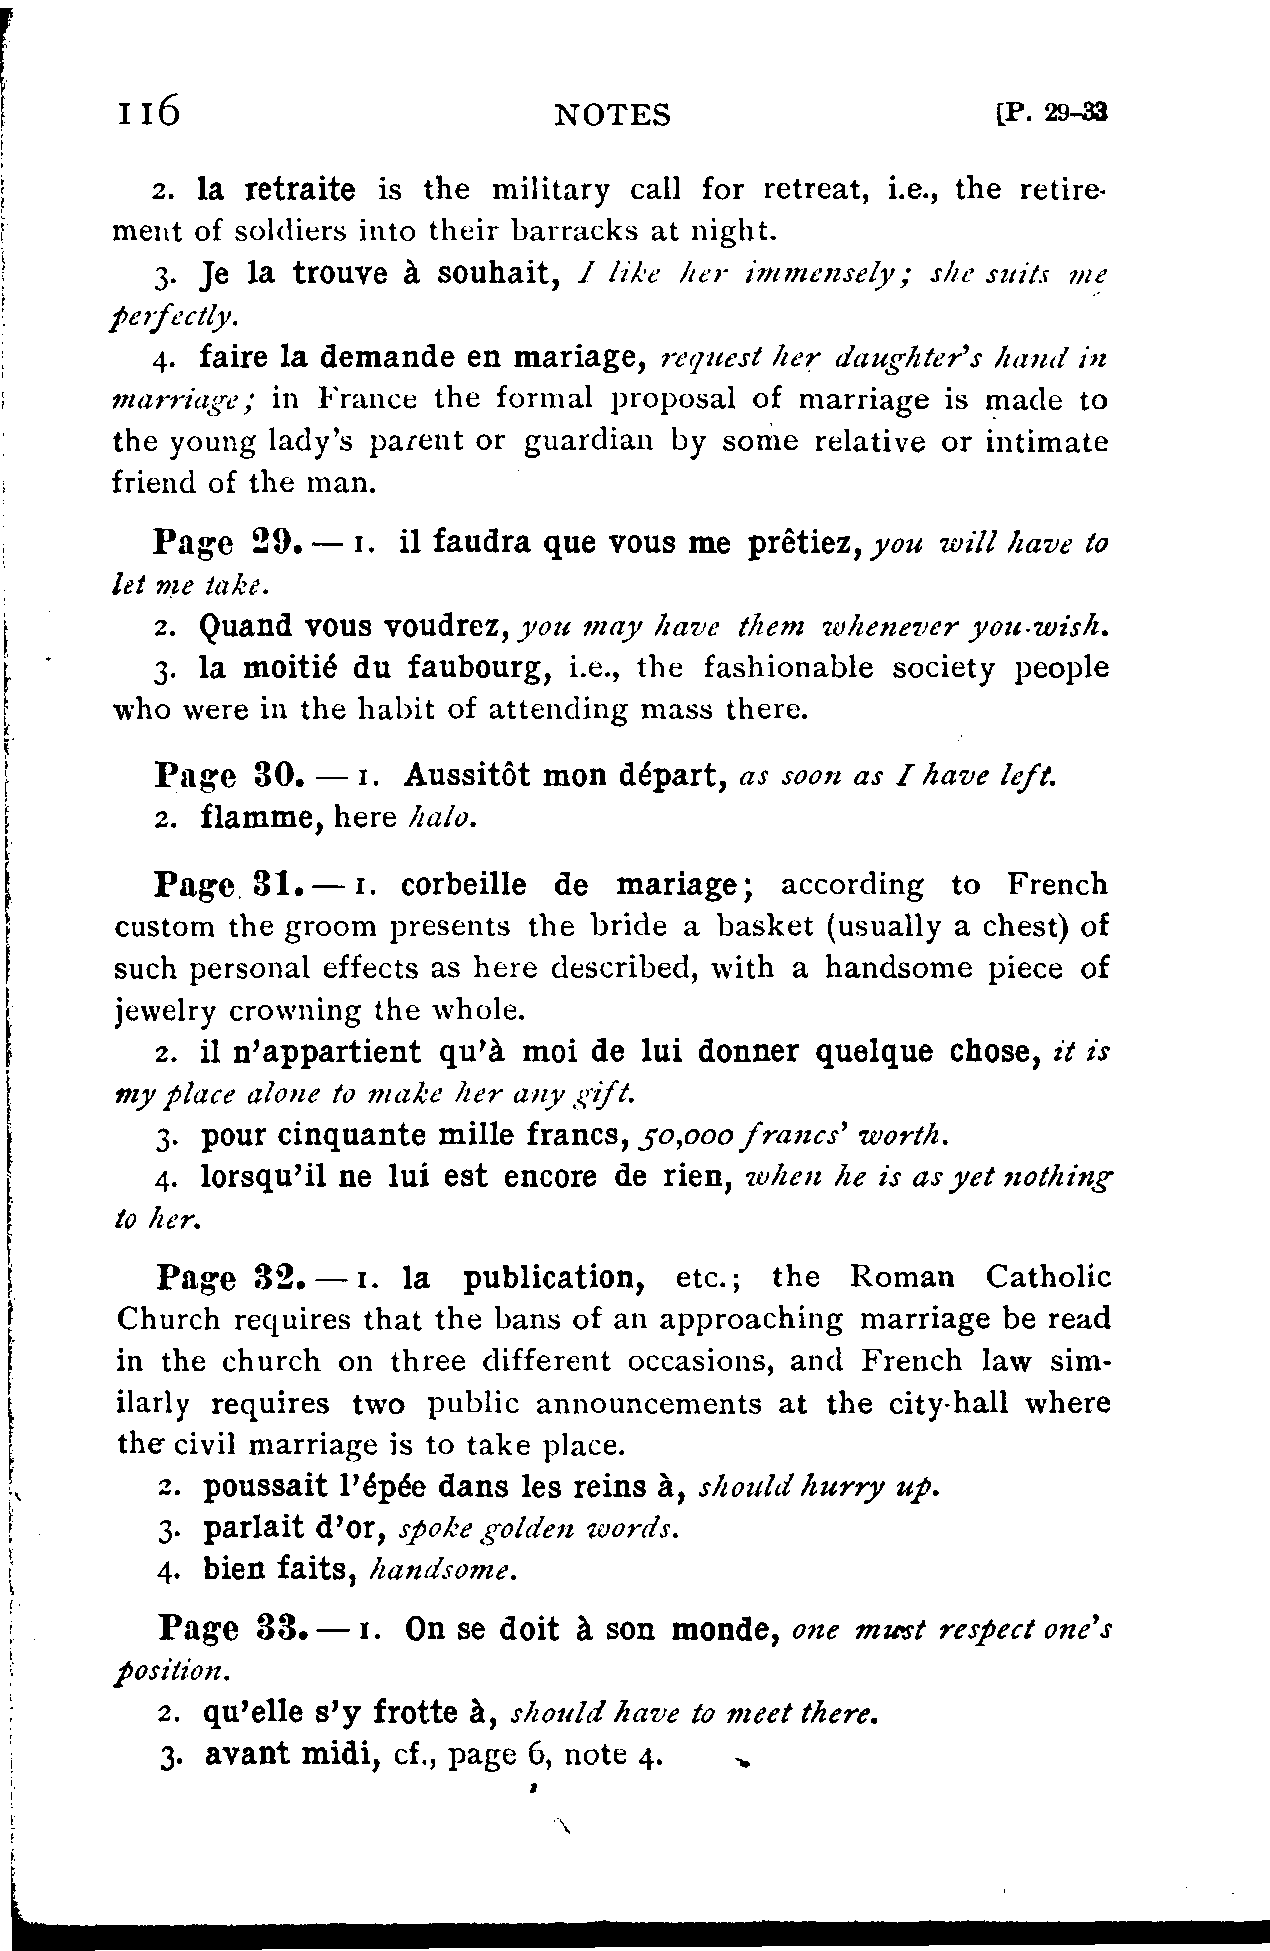 116 NOTES [P. 29–33
2. la retraite is the military call for retreat, i.e., the retire-
ment of soldiers into their barracks at night.
3. Je la trouve à souhait, I like her immensely; she suits me
perfectly.
4. faire la demande en mariage, request her daughter's hand in
marriage; in France the formal proposal of marriage is made to
the young lady's parent or guardian by some relative or intimate
friend of the man.
Page 29. — 1. il faudra que vous me prêtiez, you will have to
let me take.
2. Quand vous voudrez, you may have them whenever you wish.
3. la moitié du faubourg, i.e., the fashionable society people
who were in the habit of attending mass there.
Page 30. — 1. Aussitôt mon départ, as soon as I have left.
2. flamme, here halo.
Page 31. — 1. corbeille de mariage; according to French
custom the groom presents the bride a basket (usually a chest) of
such personal effects as here described, with a handsome piece of
jewelry crowning the whole.
2. il n'appartient qu'à moi de lui donner quelque chose, it is
my place alone to make her any gift.
3. pour cinquante mille francs, 50,000 francs' worth.
4. lorsqu'il ne lui est encore de rien, when he is as yet nothing
to her.
Page 32. — 1. la publication, etc.; the Roman Catholic
Church requires that the bans of an approaching marriage be read
in the church on three different occasions, and French law sim-
ilarly requires two public announcements at the city-hall where
the civil marriage is to take place.
2. poussait l'épée dans les reins à, should hurry up.
3. parlait d'or, spoke golden words.
4. bien faits, handsome.
Page 33. — 1. On se doit à son monde, one must respect one's
position.
2. qu'elle s'y frotte à, should have to meet there.
3. avant midi, cf., page 6, note 4.